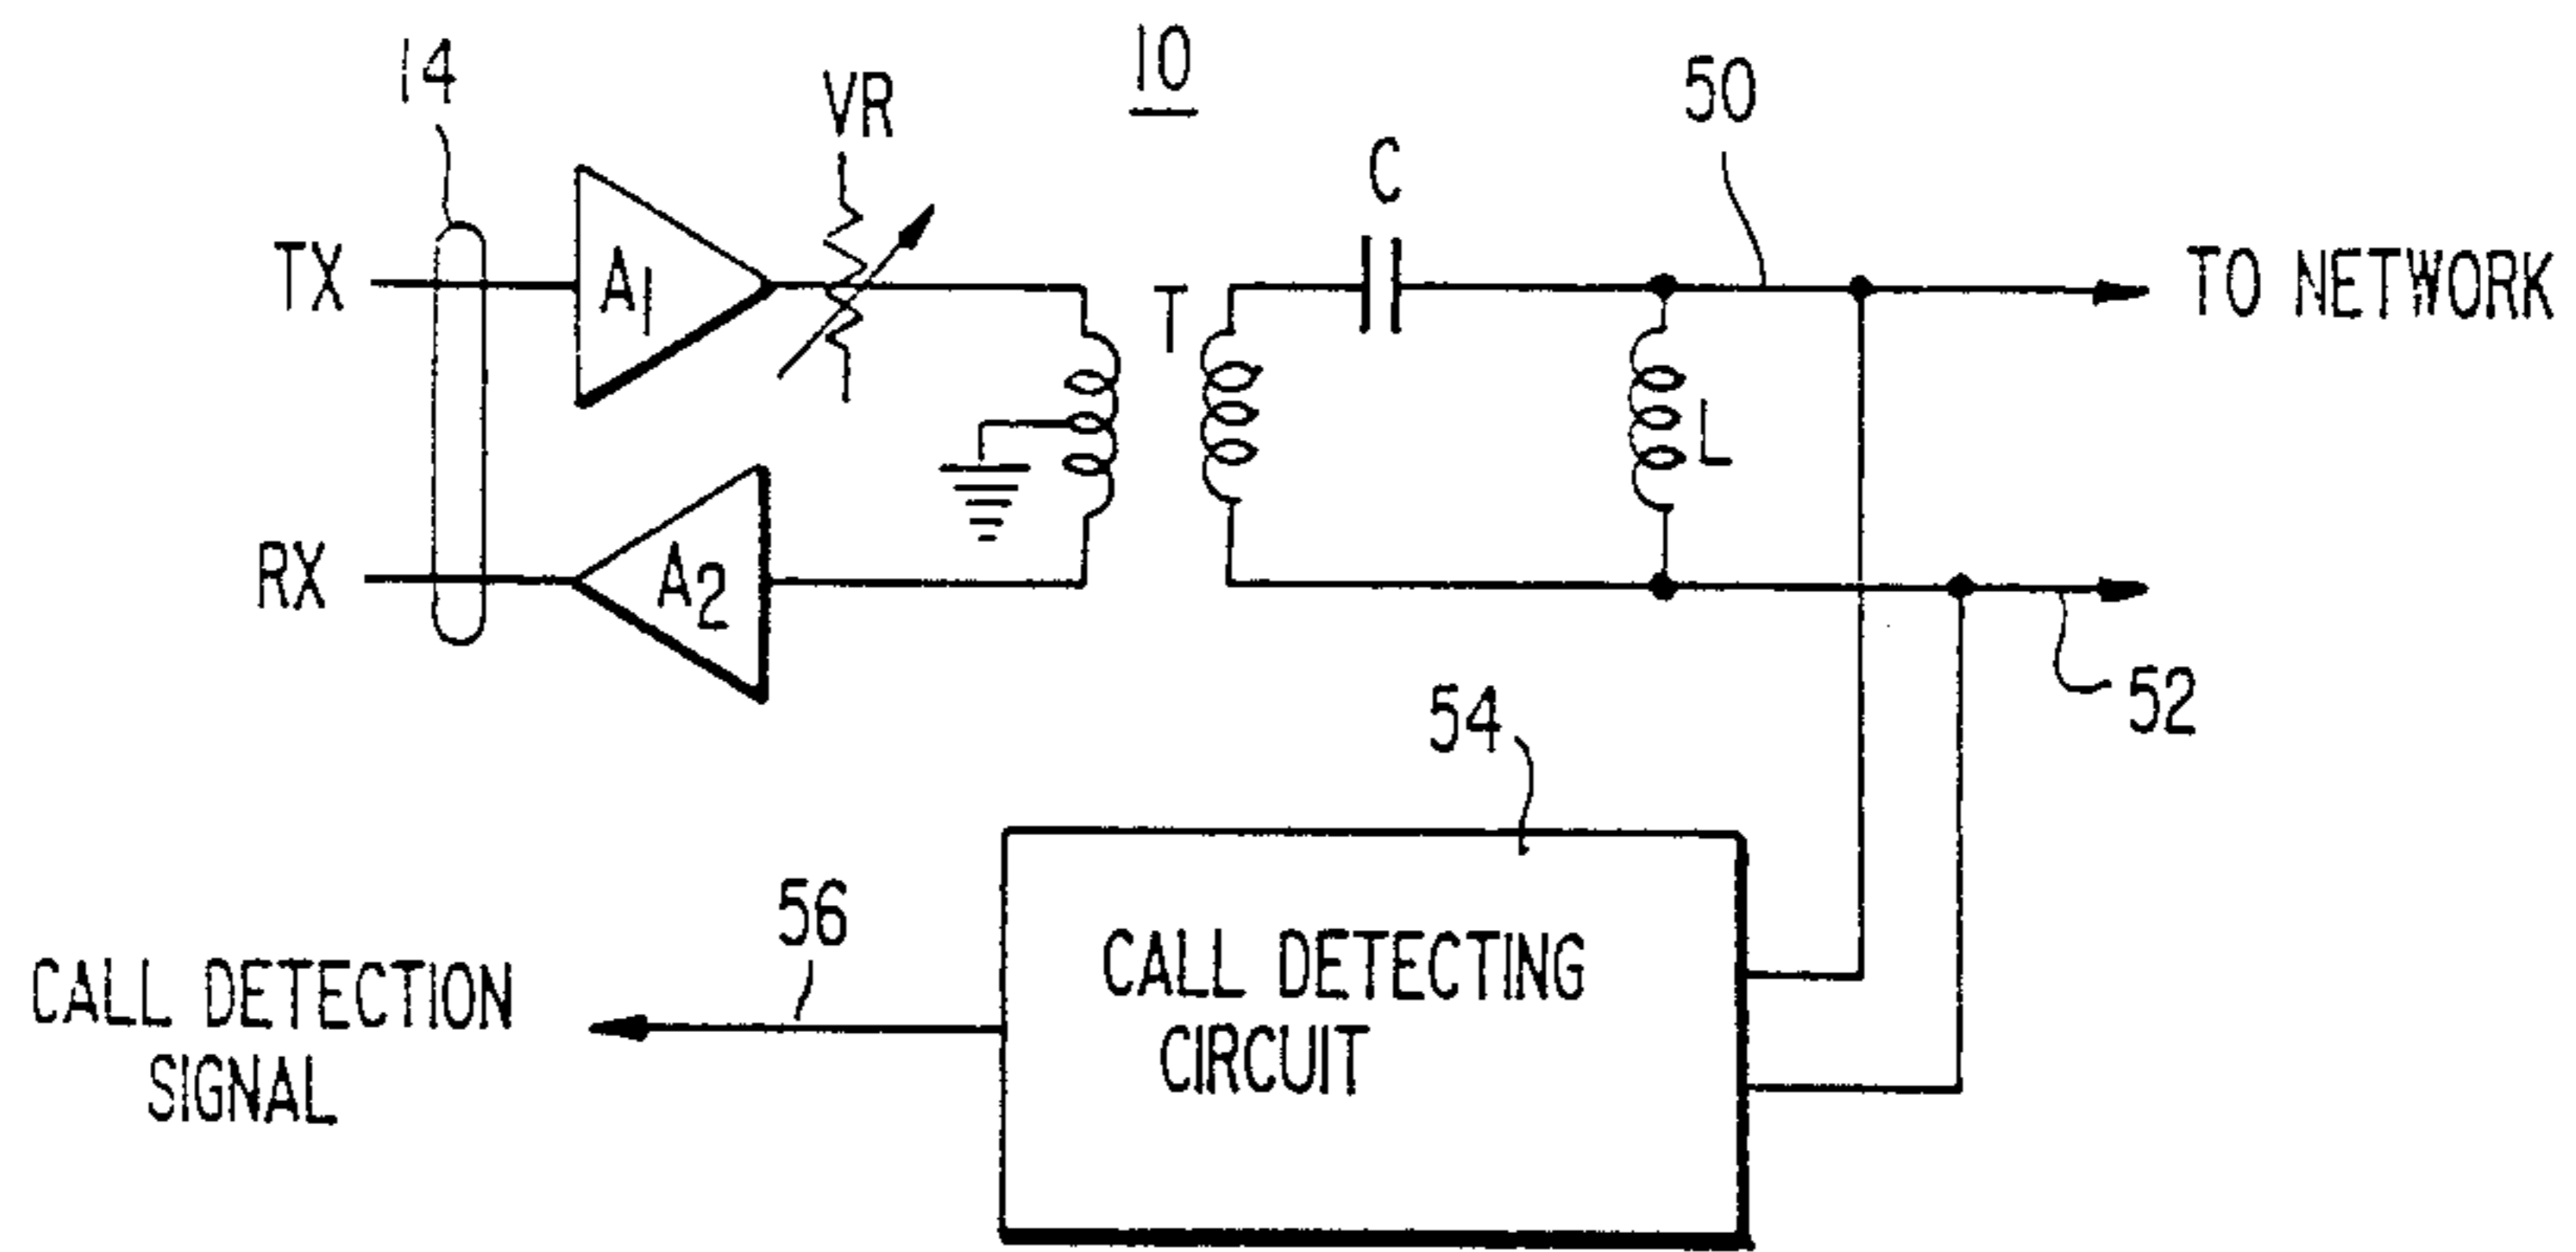 10
14
VR
C
50
TX
A1
T
TO NETWORK
L
RX
A2
52
54
56
CALL DETECTING
CIRCUIT
CALL DETECTION
SIGNAL